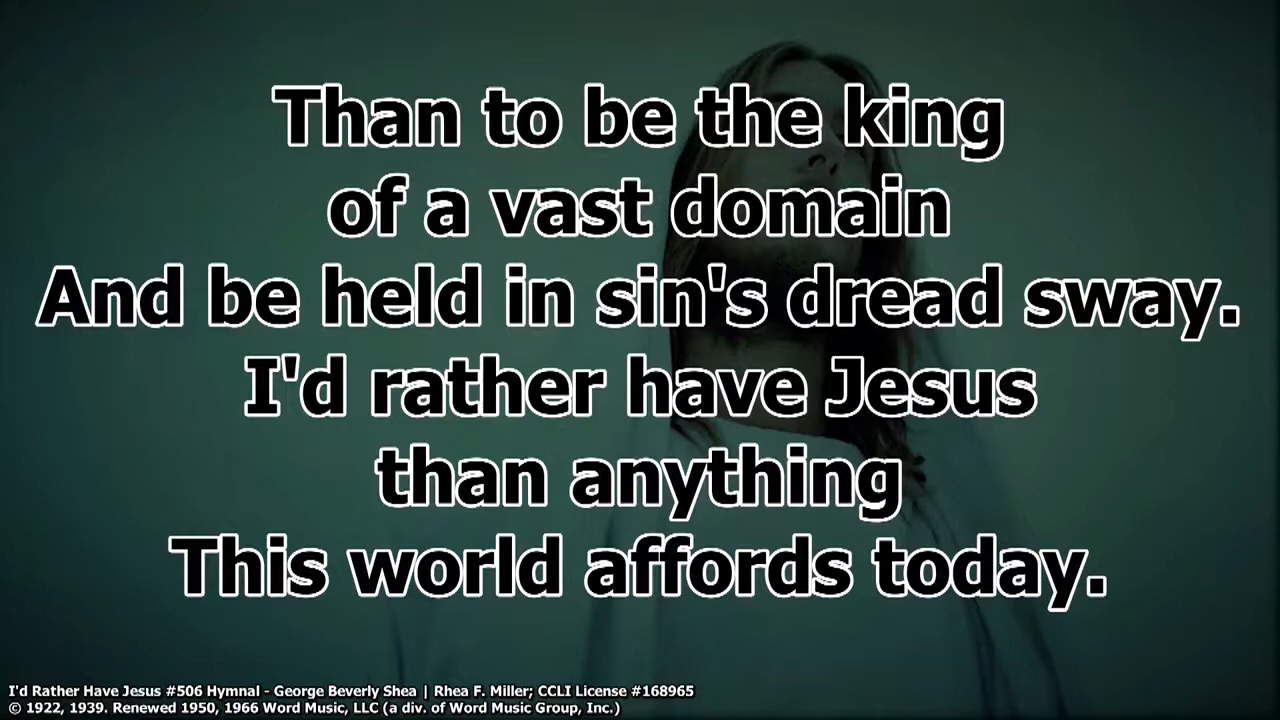 Than to be the king
of a vast domain
And be held in sin's dread sway.
I'd rather have Jesus
than anything
This world affords today.
I'd Rather Have Jesus #506 Hymnal - George Beverly Shea | Rhea F. Miller; CCLI License #168965
© 1922, 1939. Renewed 1950, 1966 Word Music, LLC (a div. of Word Music Group, Inc.)